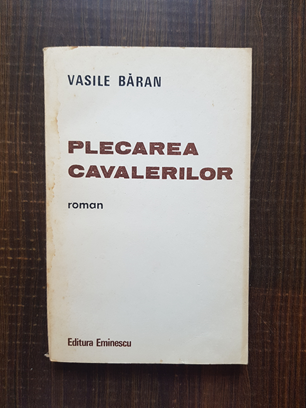 VASILE BÀRAN
PLECAREA
CAVALERILOR
roman
Editura Eminescu